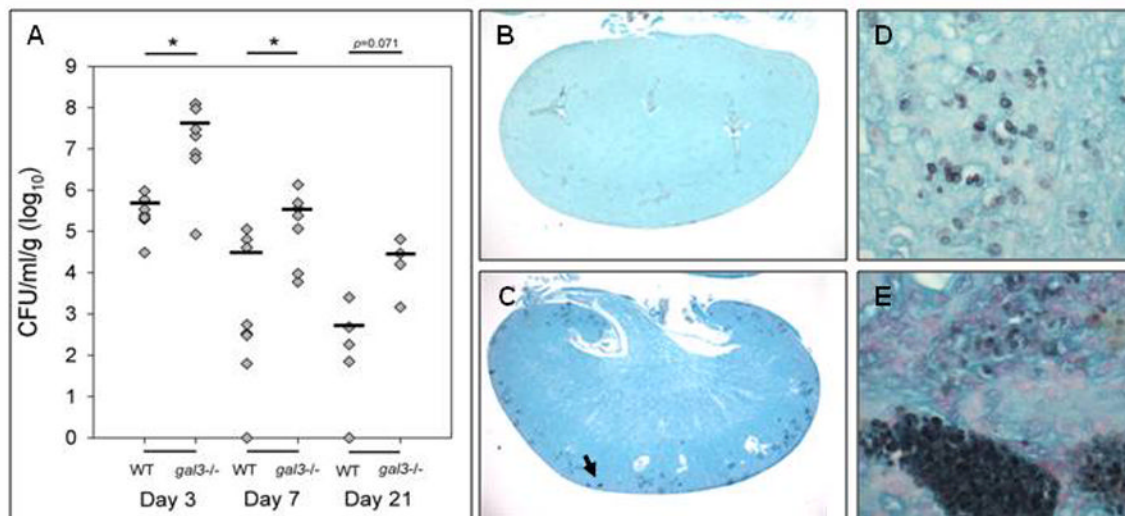 A
* * p=0.071
9
8
7
6
5
4
3
2
1
0
CFU/ml/g (log10)
WT gal3-/- WT gal3-/- WT gal3-/-
Day 3 Day 7 Day 21
B
C
D
E